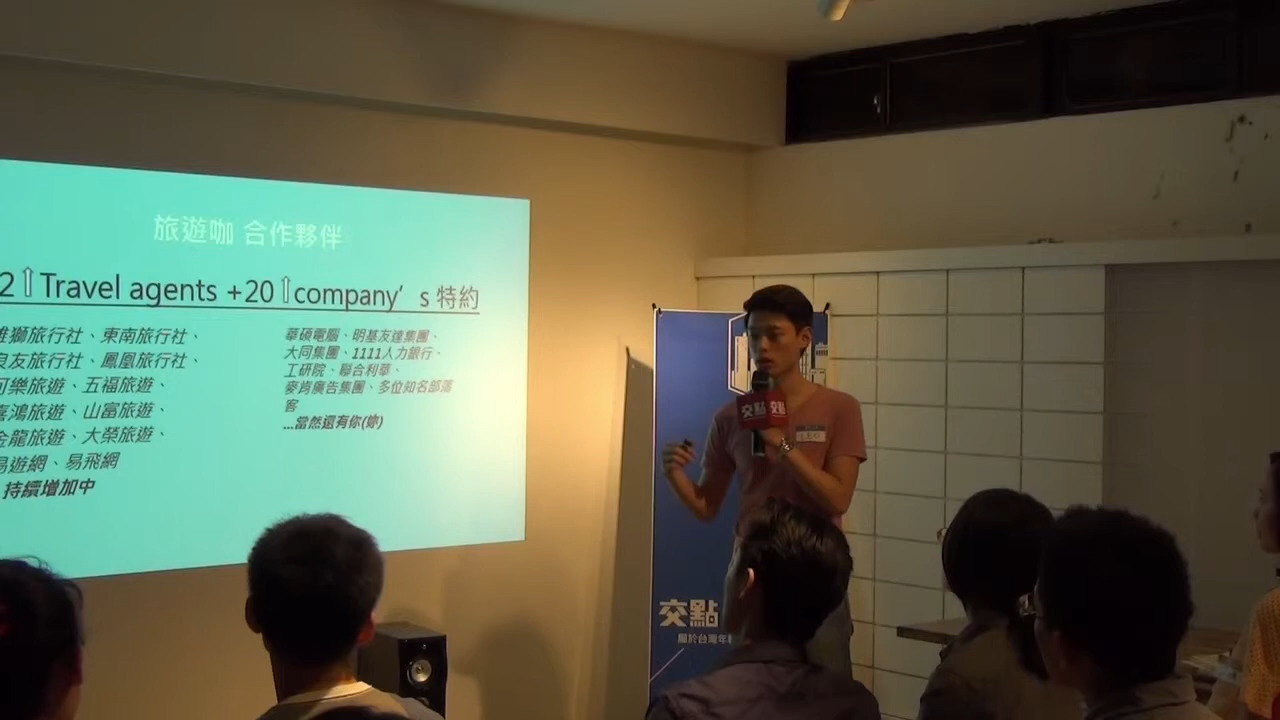 旅遊咖 合作夥伴
2↑Travel agents +20↑company's 特約
雄獅旅行社、東南旅行社、
良友旅行社、鳳凰旅行社、
可樂旅遊、五福旅遊、
喜鴻旅遊、山富旅遊、
金龍旅遊、大榮旅遊、
易遊網、易飛網
持續增加中
華碩電腦、明基友達集團、
大同集團、1111人力銀行、
工研院、聯合利華、
麥肯廣告集團、多位知名部落
客
...當然還有你(妳)
交點
交點
屬於台灣年